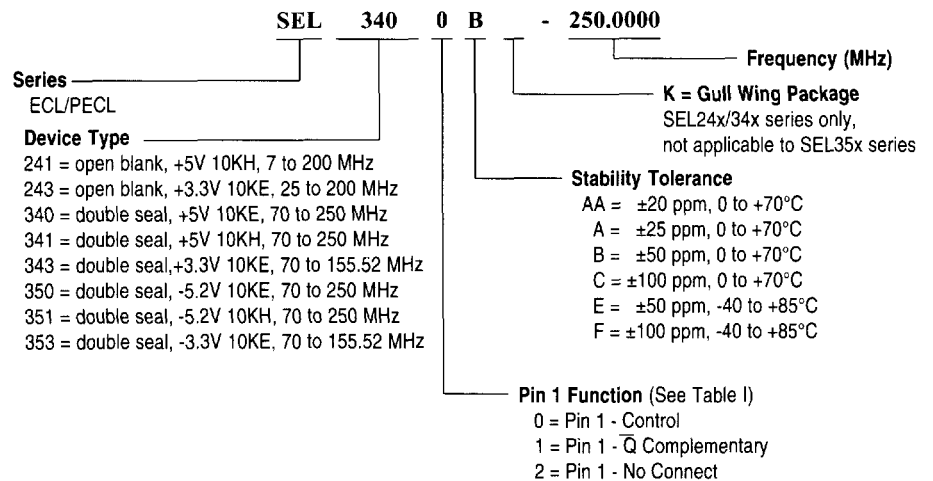 SEL 340 0 B - 250.0000
Frequency (MHz)
Series
ECL/PECL
K = Gull Wing Package
SEL24x/34x series only,
not applicable to SEL35x series
Device Type
241 = open blank, +5V 10KH, 7 to 200 MHz
243 = open blank, +3.3V 10KE, 25 to 200 MHz
340 = double seal, +5V 10KE, 70 to 250 MHz
341 = double seal, +5V 10KH, 70 to 250 MHz
343 = double seal,+3.3V 10KE, 70 to 155.52 MHz
350 = double seal, -5.2V 10KE, 70 to 250 MHz
351 = double seal, -5.2V 10KH, 70 to 250 MHz
353 = double seal, -3.3V 10KE, 70 to 155.52 MHz
Stability Tolerance
AA = ±20 ppm, 0 to +70°C
A = ±25 ppm, 0 to +70°C
B = ±50 ppm, 0 to +70°C
C = ±100 ppm, 0 to +70°C
E = ±50 ppm, -40 to +85°C
F = ±100 ppm, -40 to +85°C
Pin 1 Function (See Table I)
0 = Pin 1 - Control
1 = Pin 1 - Q̅ Complementary
2 = Pin 1 - No Connect